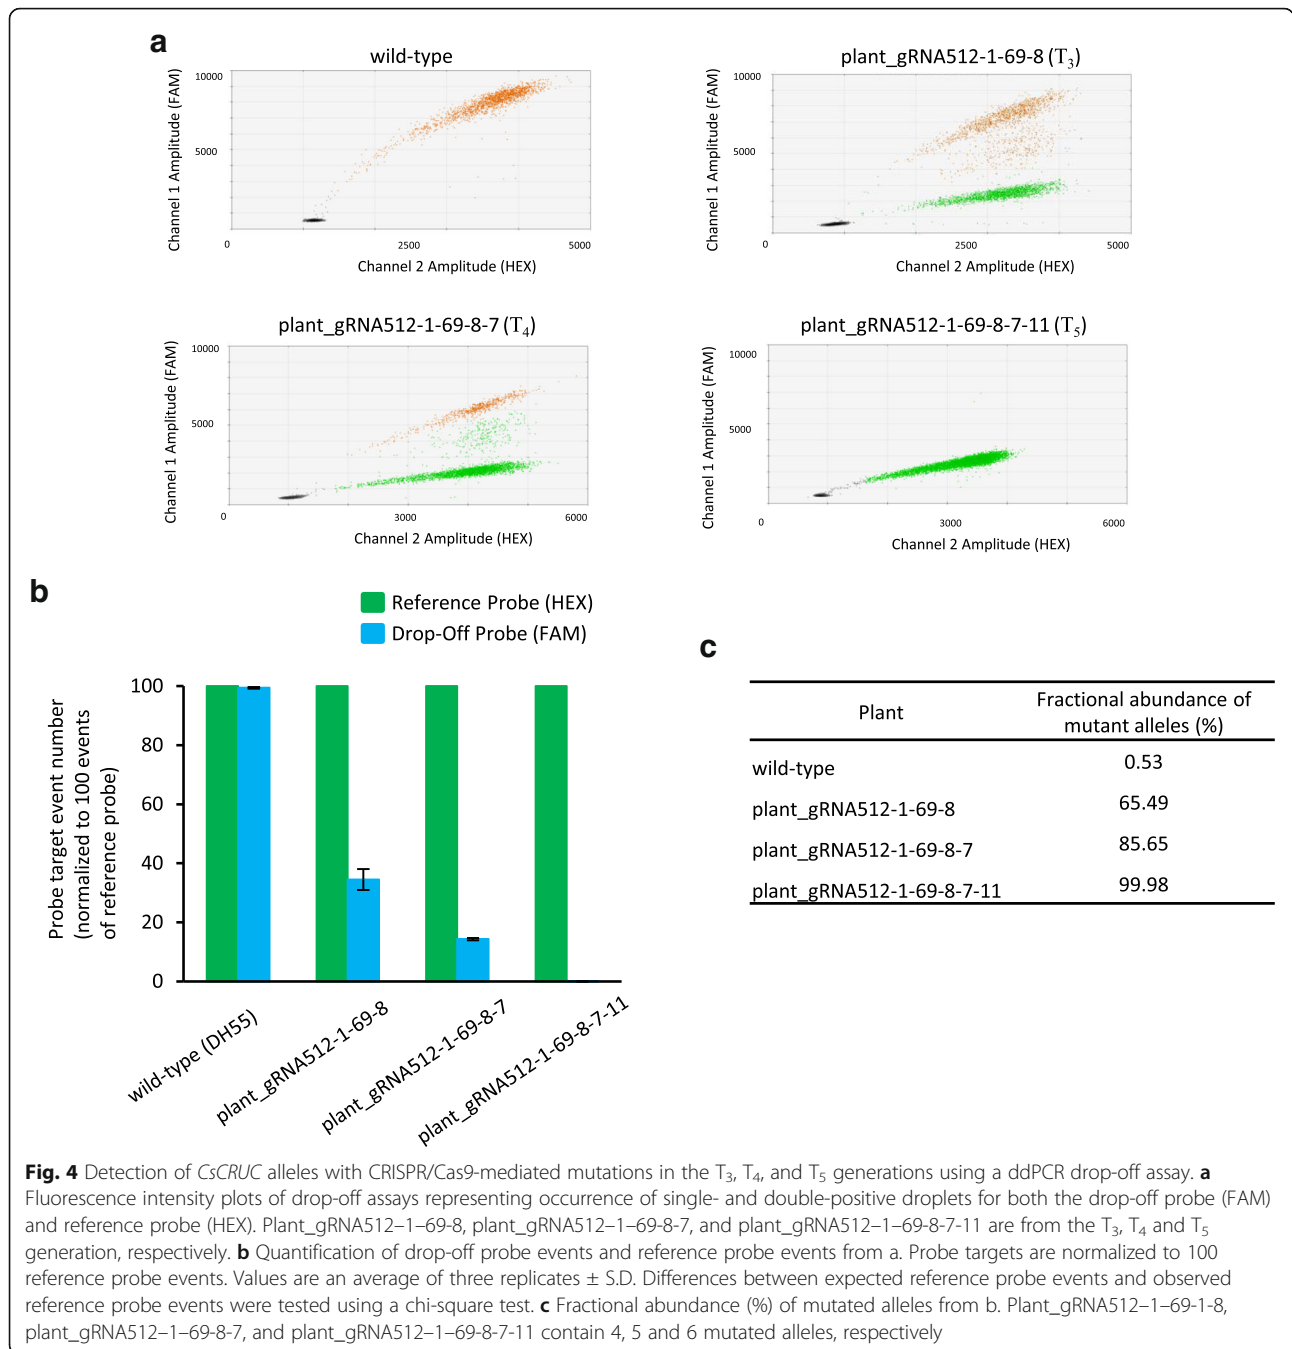 a
wild-type
10000
5000
0
2500
5000
Channel 1 Amplitude (FAM)
Channel 2 Amplitude (HEX)
plant_gRNA512-1-69-8 (T3)
10000
5000
0
2500
5000
Channel 1 Amplitude (FAM)
Channel 2 Amplitude (HEX)
plant_gRNA512-1-69-8-7 (T4)
10000
5000
0
3000
6000
Channel 1 Amplitude (FAM)
Channel 2 Amplitude (HEX)
plant_gRNA512-1-69-8-7-11 (T5)
10000
5000
0
3000
6000
Channel 1 Amplitude (FAM)
Channel 2 Amplitude (HEX)
b
Reference Probe (HEX)
Drop-Off Probe (FAM)
Probe target event number
(normalized to 100 events
of reference probe)
100
80
60
40
20
0
wild-type (DH55)
plant_gRNA512-1-69-8
plant_gRNA512-1-69-8-7
plant_gRNA512-1-69-8-7-11
c
Plant Fractional abundance of
mutant alleles (%)
wild-type 0.53
plant_gRNA512-1-69-8 65.49
plant_gRNA512-1-69-8-7 85.65
plant_gRNA512-1-69-8-7-11 99.98
Fig. 4 Detection of CsCRUC alleles with CRISPR/Cas9-mediated mutations in the T3, T4, and T5 generations using a ddPCR drop-off assay. a
Fluorescence intensity plots of drop-off assays representing occurrence of single- and double-positive droplets for both the drop-off probe (FAM)
and reference probe (HEX). Plant_gRNA512–1–69-8, plant_gRNA512–1–69-8-7, and plant_gRNA512–1–69-8-7-11 are from the T3, T4 and T5
generation, respectively. b Quantification of drop-off probe events and reference probe events from a. Probe targets are normalized to 100
reference probe events. Values are an average of three replicates ± S.D. Differences between expected reference probe events and observed
reference probe events were tested using a chi-square test. c Fractional abundance (%) of mutated alleles from b. Plant_gRNA512–1–69-1-8,
plant_gRNA512–1–69-8-7, and plant_gRNA512–1–69-8-7-11 contain 4, 5 and 6 mutated alleles, respectively